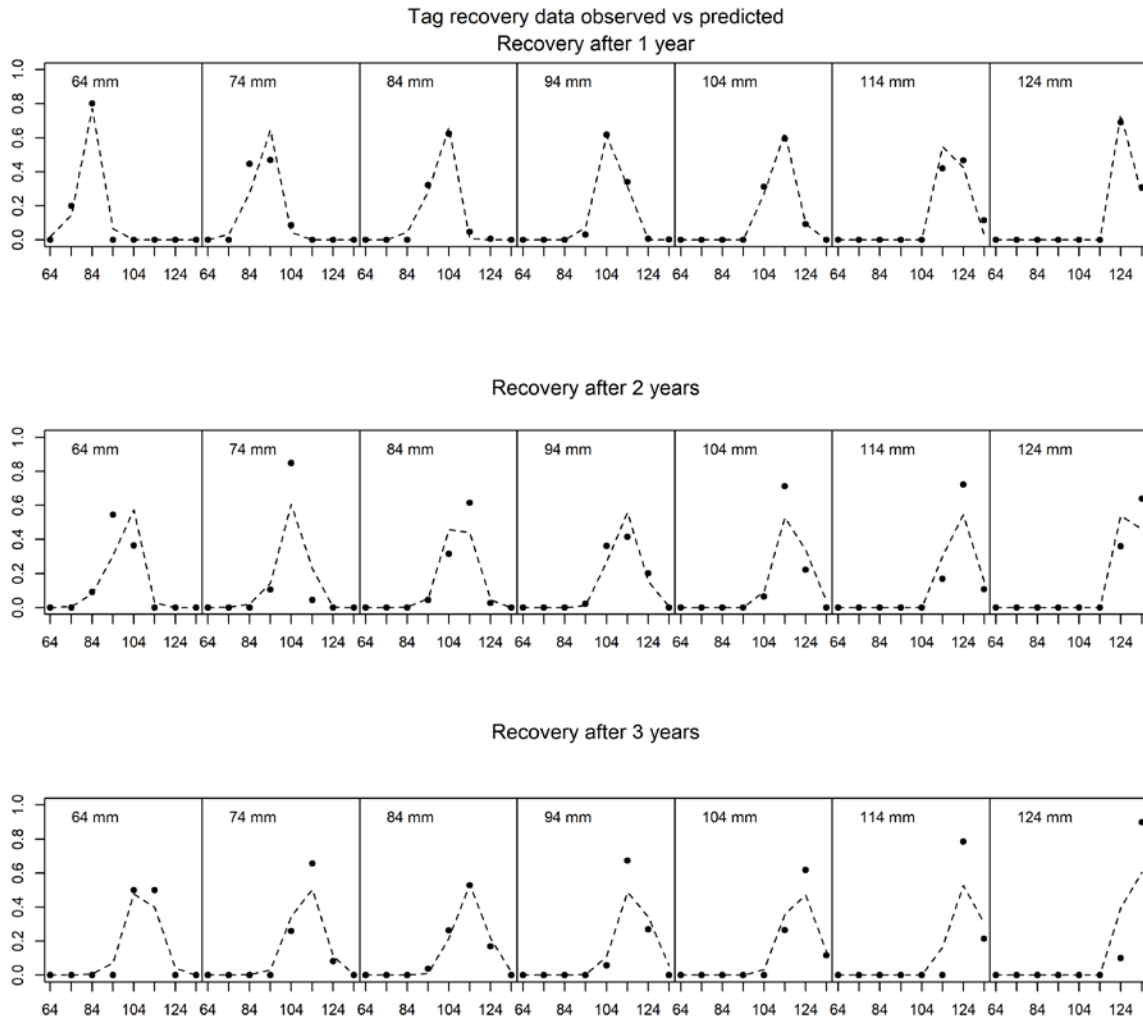 Tag recovery data observed vs predicted
Recovery after 1 year
64 mm 74 mm 84 mm 94 mm 104 mm 114 mm 124 mm
0.0 0.2 0.4 0.6 0.8 1.0
64 84 104 124 64 84 104 124 64 84 104 124 64 84 104 124 64 84 104 124 64 84 104 124 64 84 104 124
Recovery after 2 years
64 mm 74 mm 84 mm 94 mm 104 mm 114 mm 124 mm
0.0 0.2 0.4 0.6 0.8 1.0
64 84 104 124 64 84 104 124 64 84 104 124 64 84 104 124 64 84 104 124 64 84 104 124 64 84 104 124
Recovery after 3 years
64 mm 74 mm 84 mm 94 mm 104 mm 114 mm 124 mm
0.0 0.2 0.4 0.6 0.8 1.0
64 84 104 124 64 84 104 124 64 84 104 124 64 84 104 124 64 84 104 124 64 84 104 124 64 84 104 124